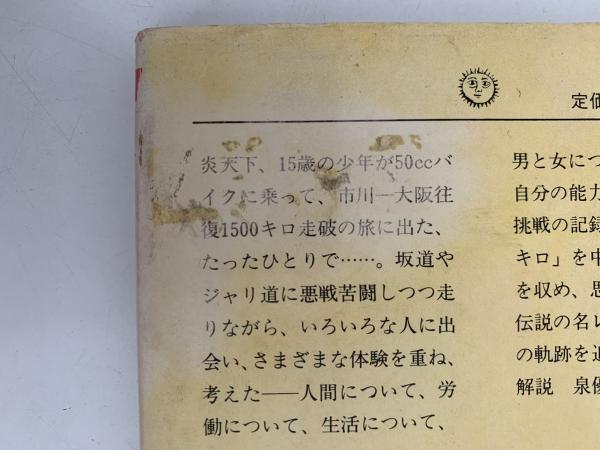 定価
炎天下、15歳の少年が50ccバ
イクに乗って、市川―大阪往
復1500キロ走破の旅に出た、
たったひとりで……。坂道や
ジャリ道に悪戦苦闘しつつ走
りながら、いろいろな人に出
会い、さまざまな体験を重ね、
考えた――人間について、労
働について、生活について、
男と女につ
自分の能力
挑戦の記録
キロ」を中
を収め、思
伝説の名レ
の軌跡を追
解説　泉優